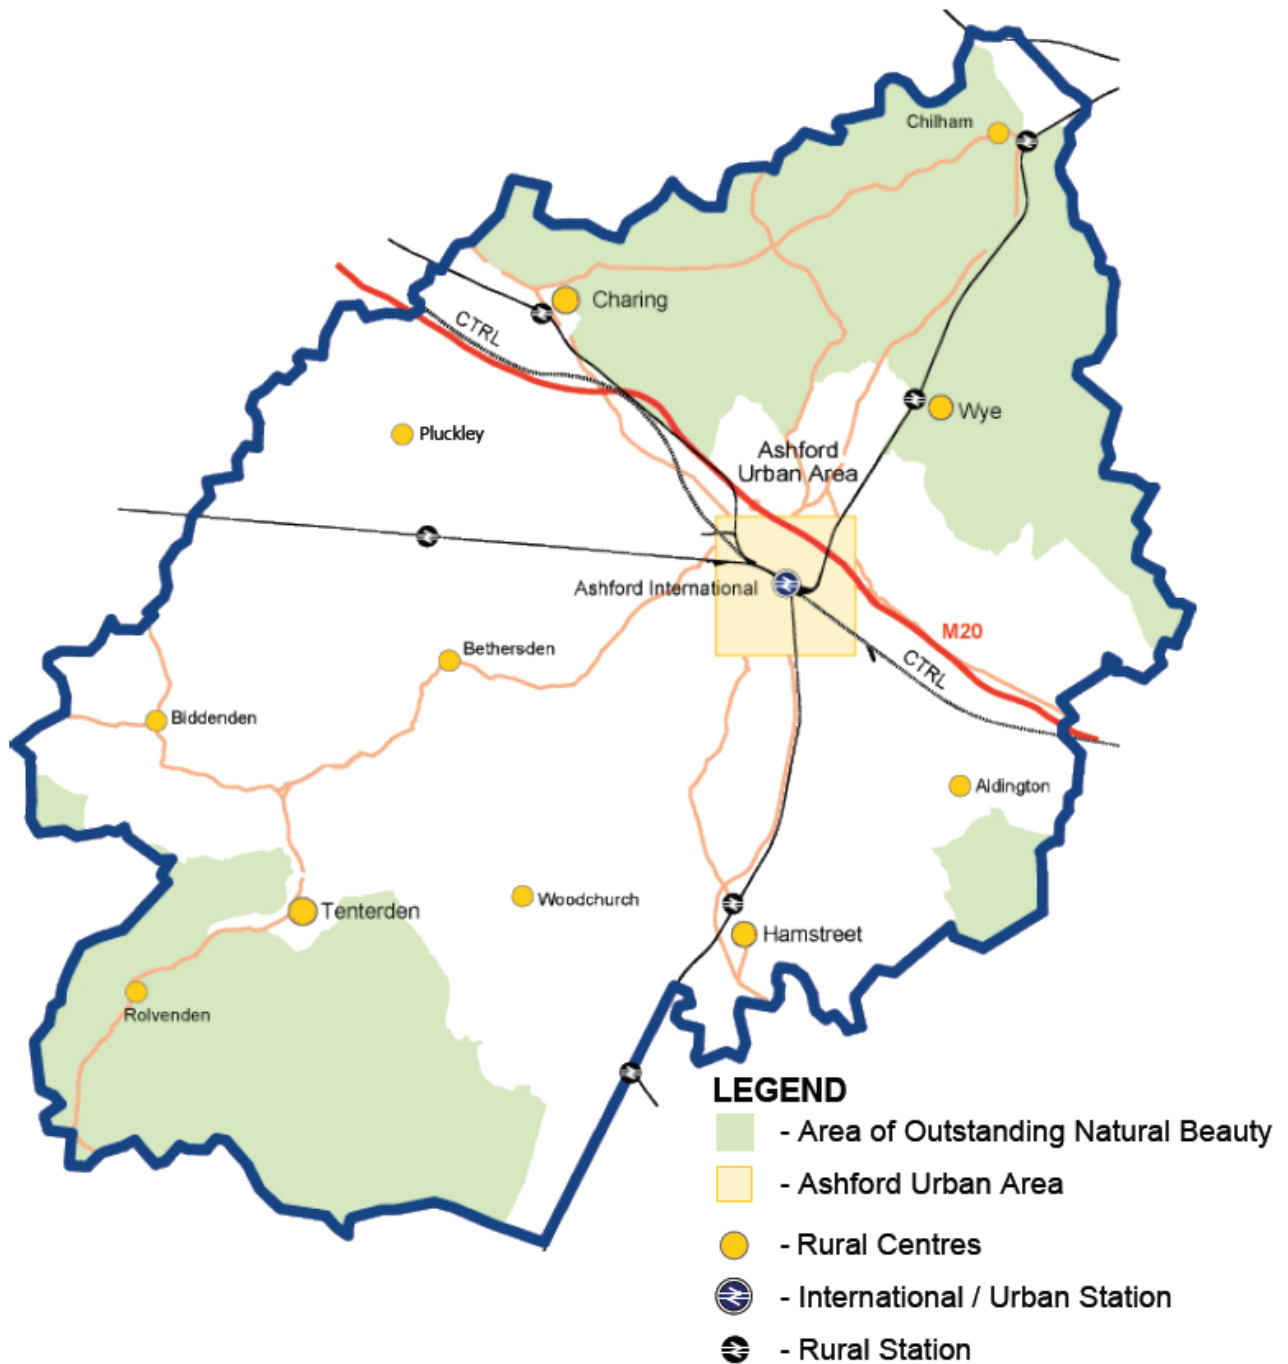 Chilham
Charing
CTRL
Wye
Pluckley
Ashford
Urban Area
Ashford International
M20
CTRL
Bethersden
Biddenden
Aldington
Woodchurch
Tenterden
Hamstreet
Rolvenden
LEGEND
- Area of Outstanding Natural Beauty
- Ashford Urban Area
- Rural Centres
- International / Urban Station
- Rural Station